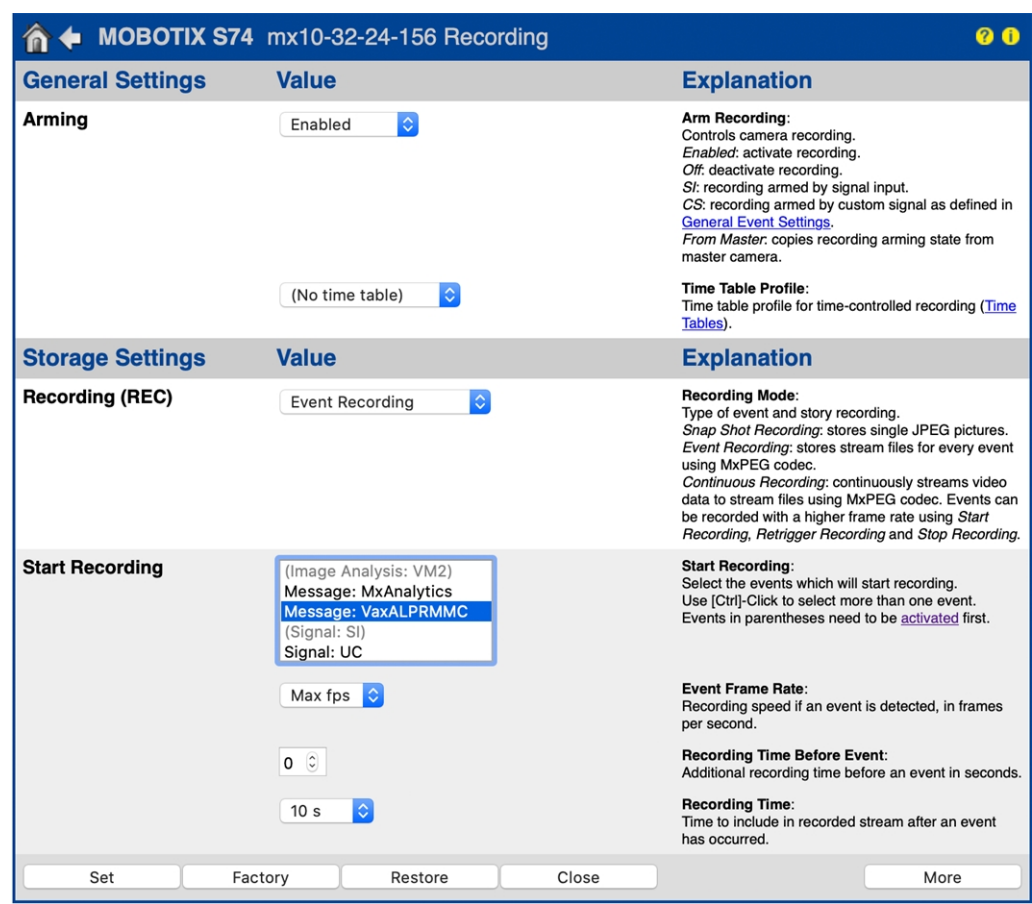 MOBOTIX S74 mx10-32-24-156 Recording
? i
General Settings Value Explanation
Arming
Enabled
Arm Recording:
Controls camera recording.
Enabled: activate recording.
Off: deactivate recording.
SI: recording armed by signal input.
CS: recording armed by custom signal as defined in
General Event Settings.
From Master: copies recording arming state from
master camera.
(No time table)
Time Table Profile:
Time table profile for time-controlled recording (Time
Tables).
Storage Settings Value Explanation
Recording (REC)
Event Recording
Recording Mode:
Type of event and story recording.
Snap Shot Recording: stores single JPEG pictures.
Event Recording: stores stream files for every event
using MxPEG codec.
Continuous Recording: continuously streams video
data to stream files using MxPEG codec. Events can
be recorded with a higher frame rate using Start
Recording, Retrigger Recording and Stop Recording.
Start Recording
(Image Analysis: VM2)
Message: MxAnalytics
Message: VaxALPRMMC
(Signal: SI)
Signal: UC
Start Recording:
Select the events which will start recording.
Use [Ctrl]-Click to select more than one event.
Events in parentheses need to be activated first.
Max fps
Event Frame Rate:
Recording speed if an event is detected, in frames
per second.
0
Recording Time Before Event:
Additional recording time before an event in seconds.
10 s
Recording Time:
Time to include in recorded stream after an event
has occurred.
Set Factory Restore Close More